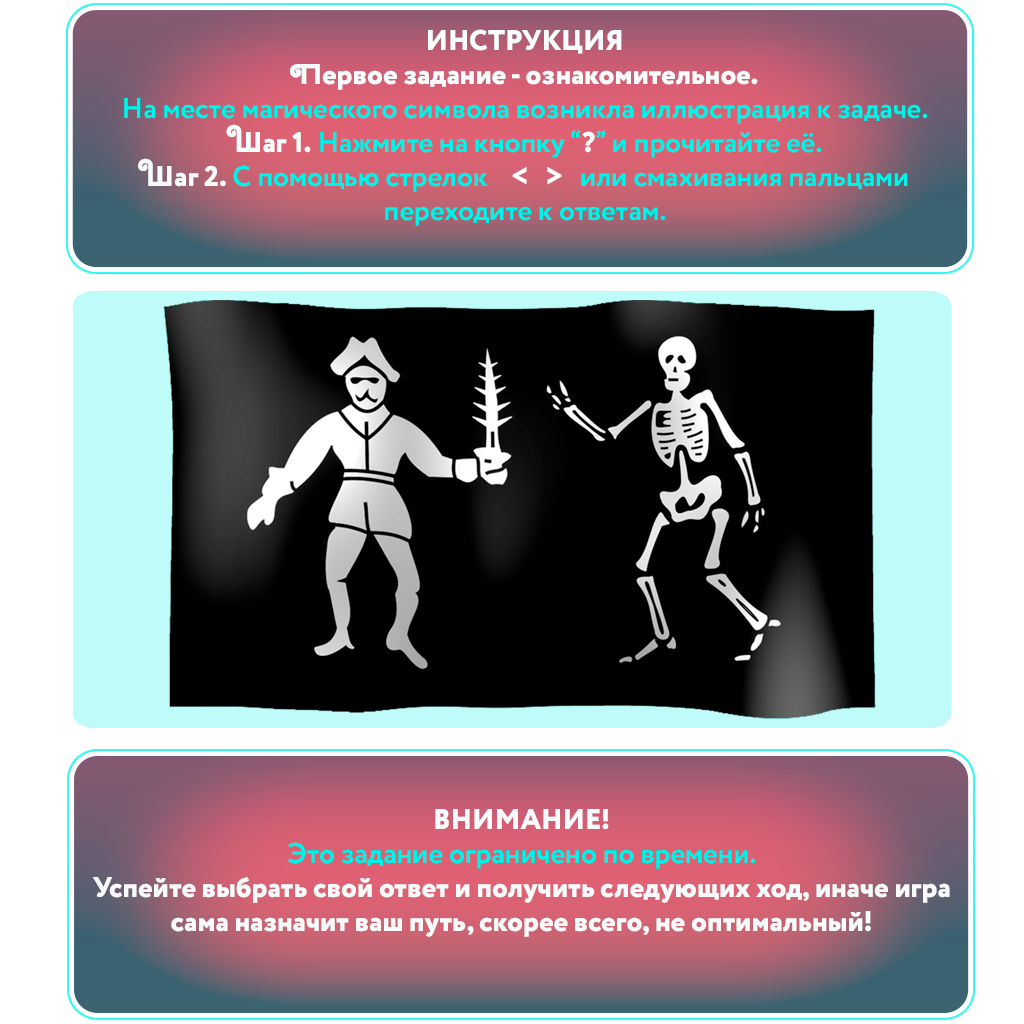 ИНСТРУКЦИЯ
Первое задание - ознакомительное.
На месте магического символа возникла иллюстрация к задаче.
Шаг 1. Нажмите на кнопку “?” и прочитайте её.
Шаг 2. С помощью стрелок < > или смахивания пальцами
переходите к ответам.
ВНИМАНИЕ!
Это задание ограничено по времени.
Успейте выбрать свой ответ и получить следующих ход, иначе игра
сама назначит ваш путь, скорее всего, не оптимальный!